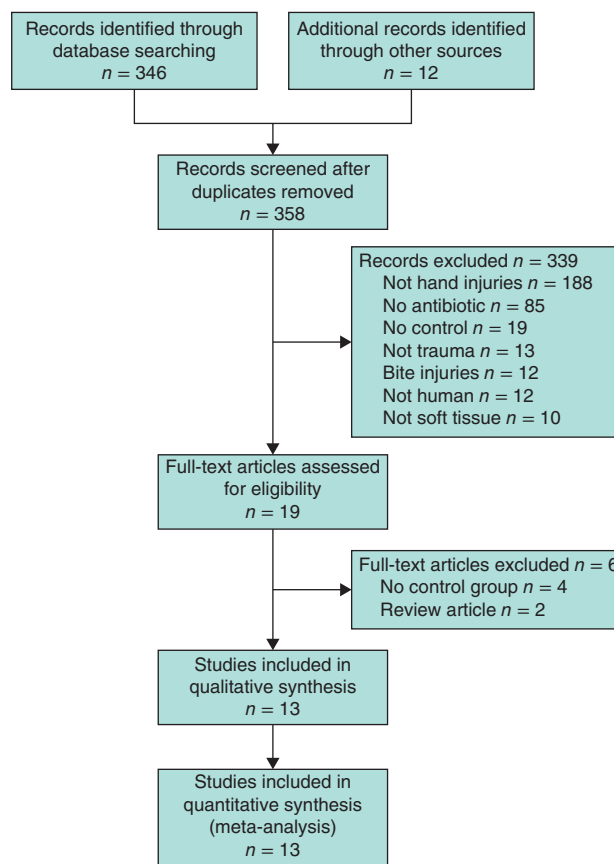 Records identified through
database searching
n = 346
Additional records identified
through other sources
n = 12
Records screened after
duplicates removed
n = 358
Records excluded n = 339
Not hand injuries n = 188
No antibiotic n = 85
No control n = 19
Not trauma n = 13
Bite injuries n = 12
Not human n = 12
Not soft tissue n = 10
Full-text articles assessed
for eligibility
n = 19
Full-text articles excluded n = 6
No control group n = 4
Review article n = 2
Studies included in
qualitative synthesis
n = 13
Studies included in
quantitative synthesis
(meta-analysis)
n = 13